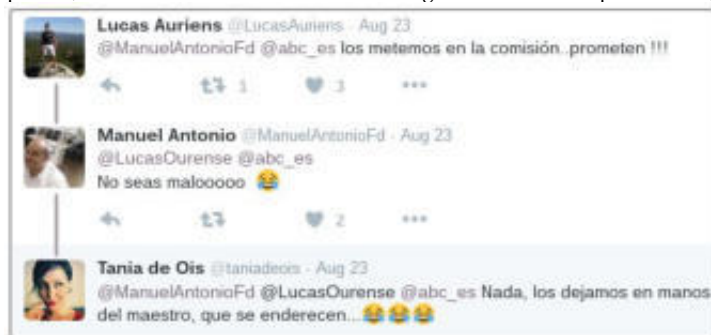 Lucas Auriens @LucasAuriens · Aug 23
@ManuelAntonioFd @abc_es los metemos en la comisión..prometen !!!
1 3
Manuel Antonio @ManuelAntonioFd · Aug 23
@LucasOurense @abc_es
No seas malooooo 😂
2
Tania de Ois @taniadeois · Aug 23
@ManuelAntonioFd @LucasOurense @abc_es Nada, los dejamos en manos
del maestro, que se enderecen...😂😂😂